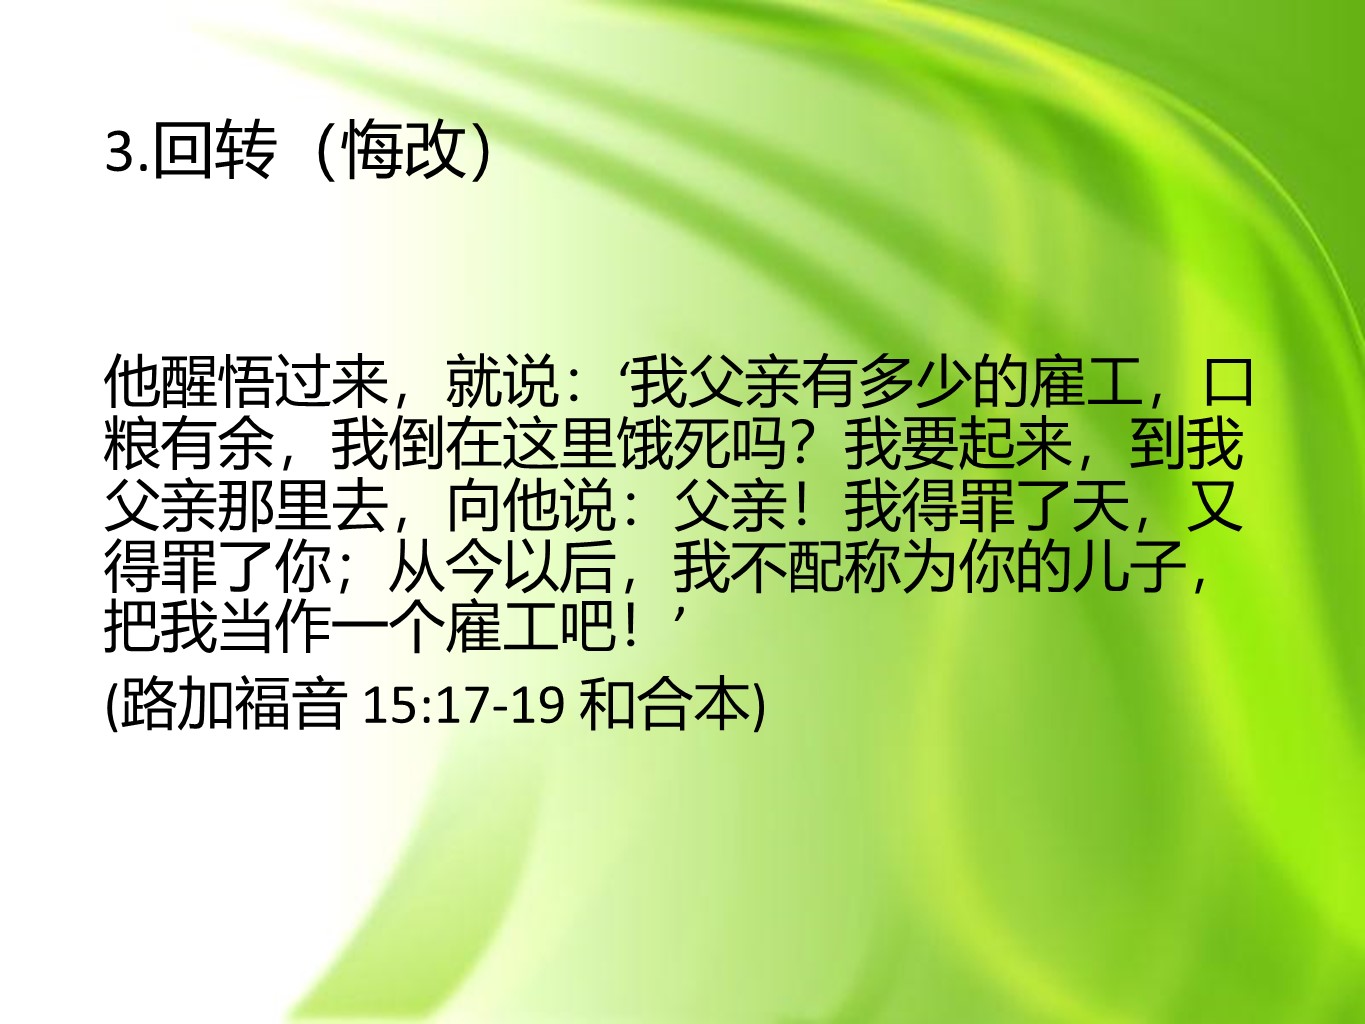 3.回转（悔改）
他醒悟过来，就说：‘我父亲有多少的雇工，口
粮有余，我倒在这里饿死吗？我要起来，到我
父亲那里去，向他说：父亲！我得罪了天，又
得罪了你；从今以后，我不配称为你的儿子，
把我当作一个雇工吧！’
(路加福音 15:17-19 和合本)